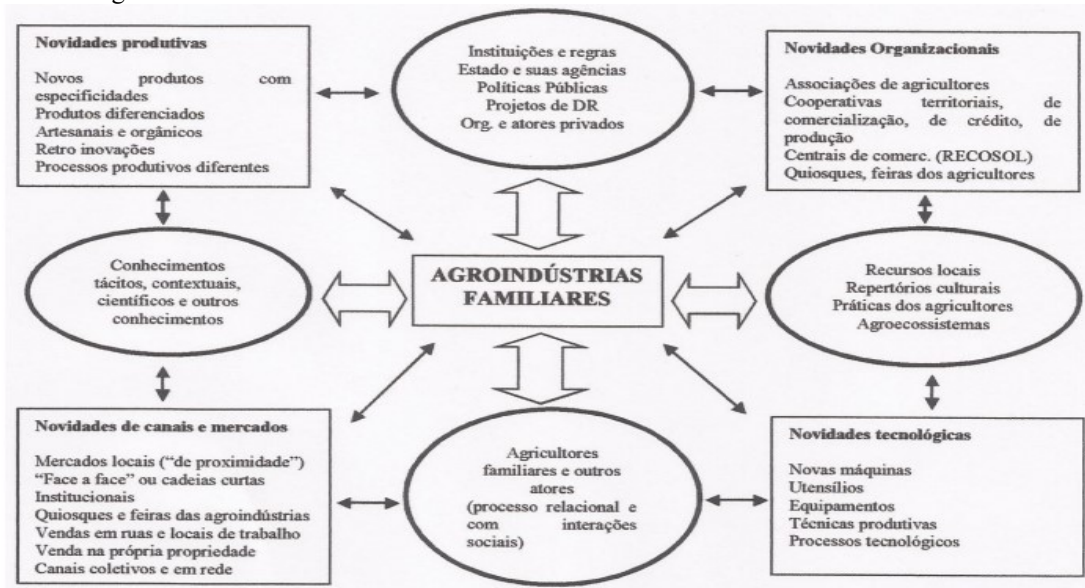 Novidades produtivas
Novos produtos com
especificidades
Produtos diferenciados
Artesanais e orgânicos
Retro inovações
Processos produtivos diferentes
Instituições e regras
Estado e suas agências
Políticas Públicas
Projetos de DR
Org. e atores privados
Novidades Organizacionais
Associações de agricultores
Cooperativas territoriais, de
comercialização, de crédito, de
produção
Centrais de comerc. (RECOSOL)
Quiosques, feiras dos agricultores
Conhecimentos
tácitos, contextuais,
científicos e outros
conhecimentos
AGROINDÚSTRIAS
FAMILIARES
Recursos locais
Repertórios culturais
Práticas dos agricultores
Agroecossistemas
Novidades de canais e mercados
Mercados locais (“de proximidade”)
“Face a face” ou cadeias curtas
Institucionais
Quiosques e feiras das agroindústrias
Vendas em ruas e locais de trabalho
Venda na própria propriedade
Canais coletivos e em rede
Agricultores
familiares e outros
atores
(processo relacional e
com interações
sociais)
Novidades tecnológicas
Novas máquinas
Utensílios
Equipamentos
Técnicas produtivas
Processos tecnológicos